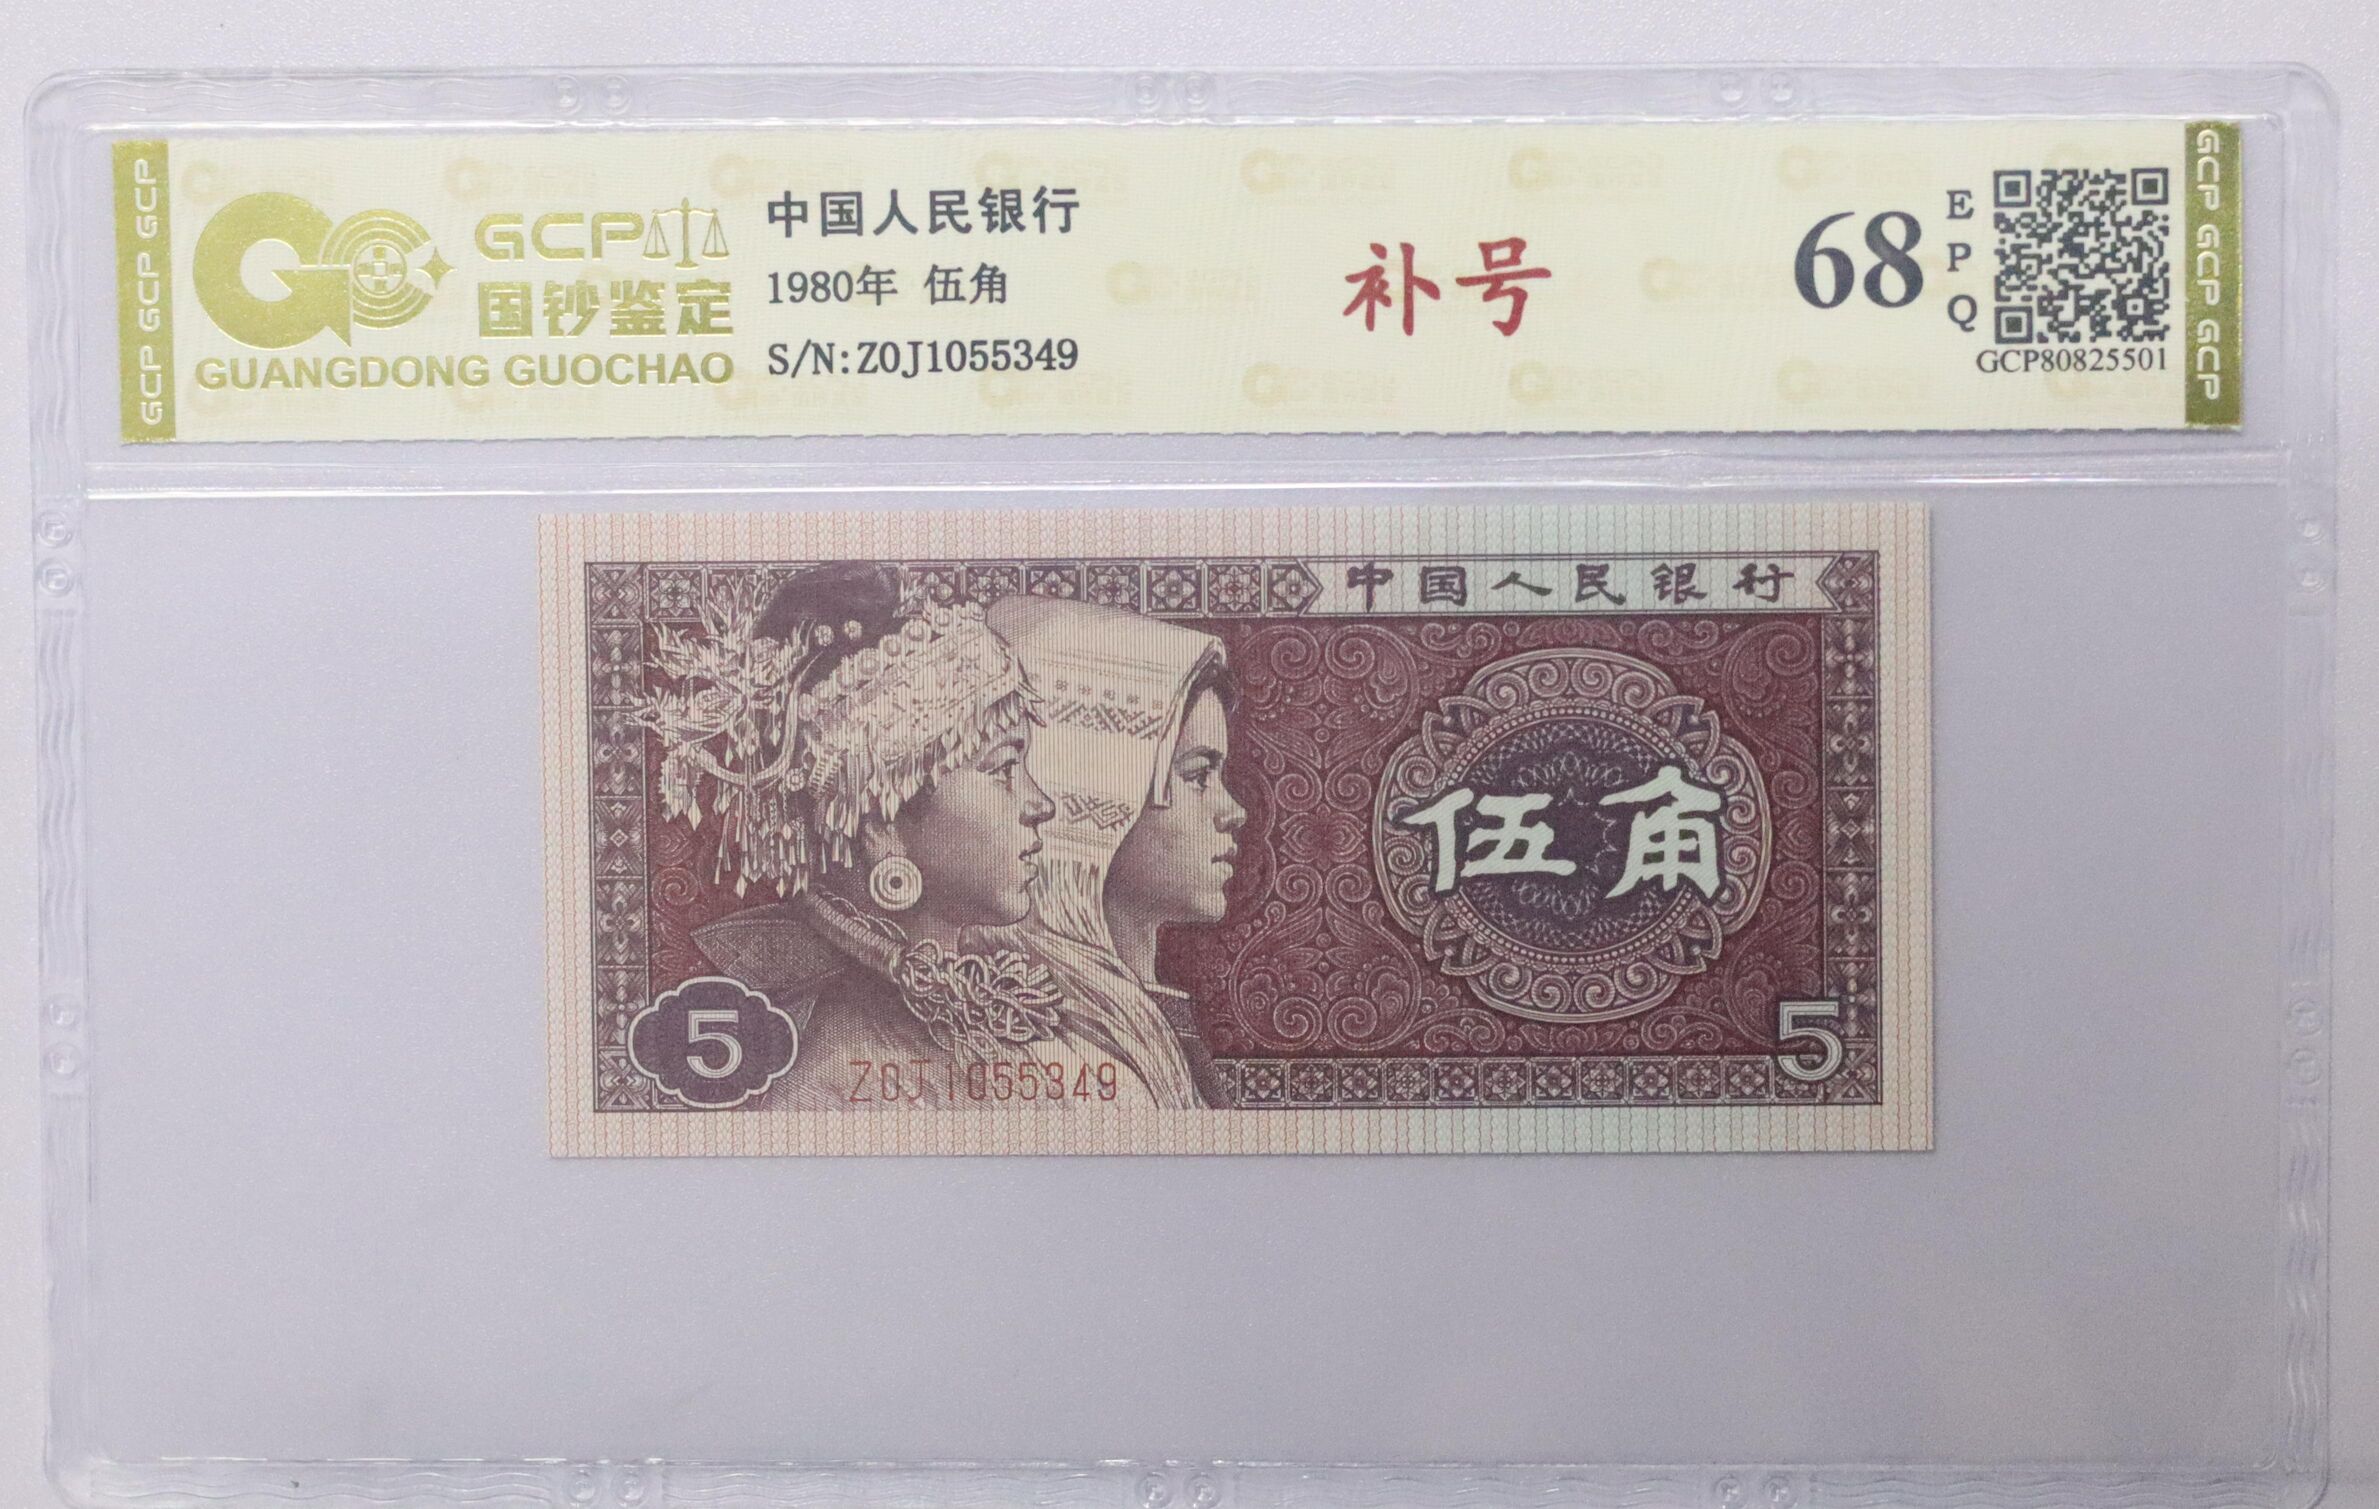 GCP GCP GCP
GCP
国钞鉴定
GUANGDONG GUOCHAO
中国人民银行
1980年 伍角
S/N:Z0J1055349
补号
68
EPQ
GCP80825501
GCP GCP GCP
中国人民银行
伍角
5
5
Z0J1055349